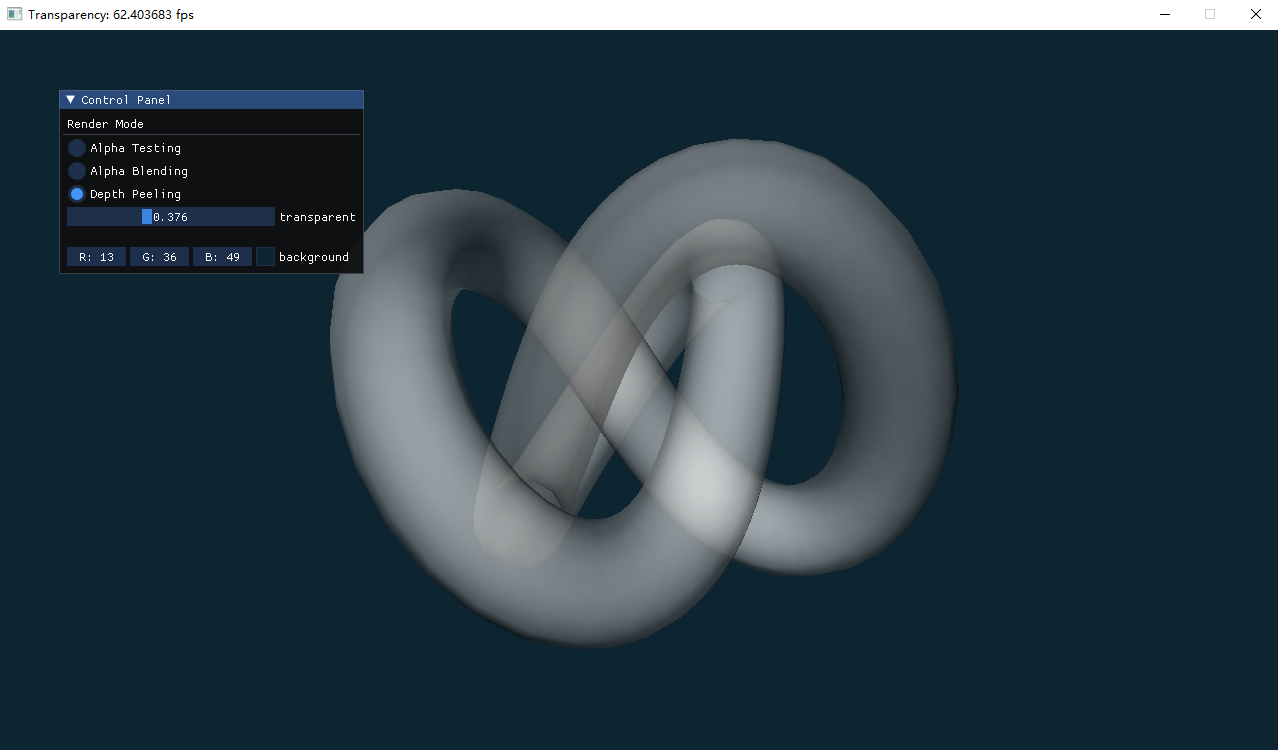 Transparency: 62.403683 fps
Control Panel
Render Mode
Alpha Testing
Alpha Blending
Depth Peeling
0.376 transparent
R: 13 G: 36 B: 49 background